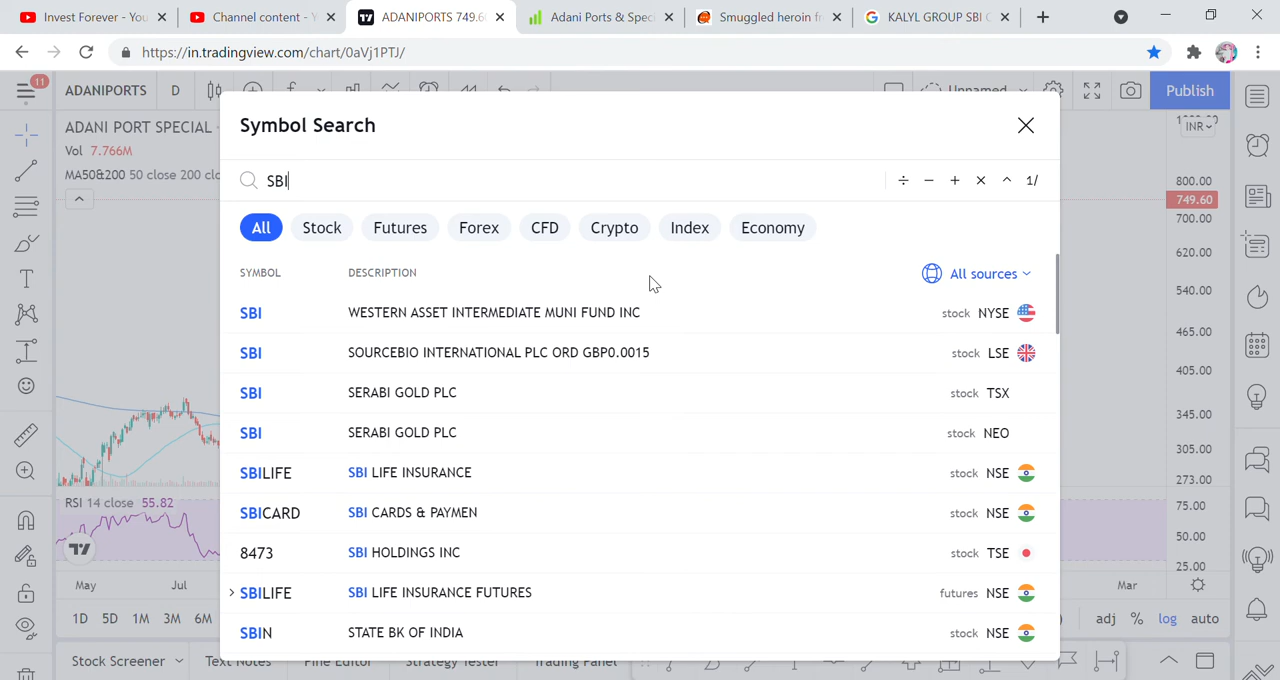 Invest Forever - You
Channel content - Y
ADANIPORTS 749.6
Adani Ports & Speci
Smuggled heroin fr
KALYL GROUP SBI C
https://in.tradingview.com/chart/0aVj1PTJ/
11
ADANIPORTS
D
Unnamed
Publish
ADANI PORT SPECIAL
INR
Vol 7.766M
MA50&200 50 close 200 clo
Symbol Search
SBI
1/
All
Stock
Futures
Forex
CFD
Crypto
Index
Economy
SYMBOL
DESCRIPTION
All sources
SBI WESTERN ASSET INTERMEDIATE MUNI FUND INC stock NYSE
SBI SOURCEBIO INTERNATIONAL PLC ORD GBP0.0015 stock LSE
SBI SERABI GOLD PLC stock TSX
SBI SERABI GOLD PLC stock NEO
SBILIFE SBI LIFE INSURANCE stock NSE
SBICARD SBI CARDS & PAYMEN stock NSE
8473 SBI HOLDINGS INC stock TSE
SBILIFE SBI LIFE INSURANCE FUTURES futures NSE
SBIN STATE BK OF INDIA stock NSE
800.00
749.60
700.00
620.00
540.00
465.00
405.00
345.00
305.00
273.00
75.00
50.00
25.00
RSI 14 close 55.82
May
Jul
Mar
1D 5D 1M 3M 6M
adj % log auto
Stock Screener
Text Notes
Pine Editor
Strategy Tester
Trading Panel